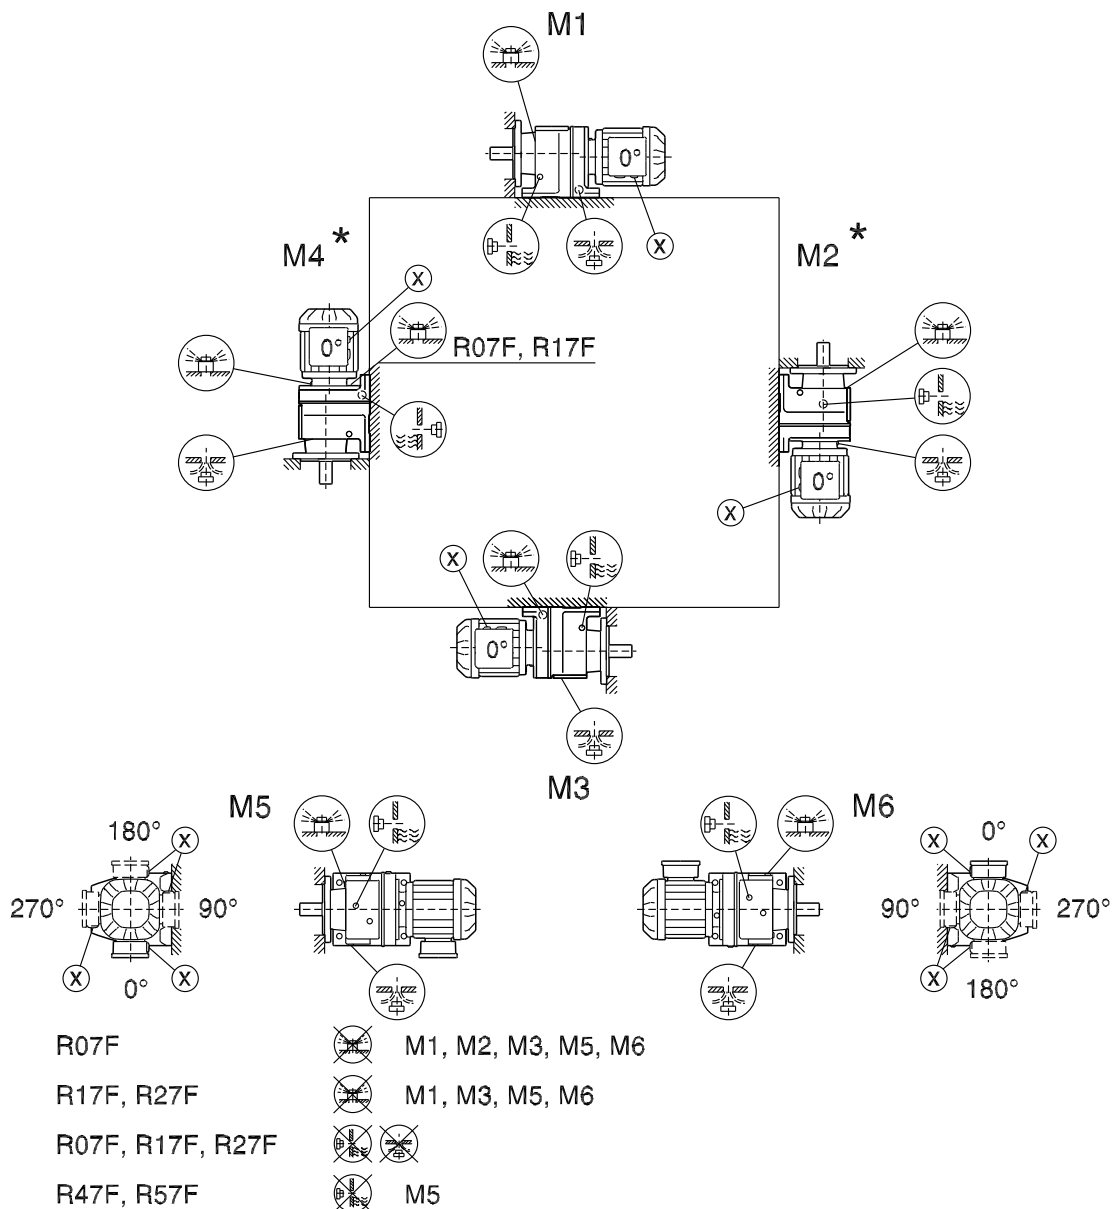 M1
0°
X
M4 *
M2 *
X
0°
R07F, R17F
0°
X
X
0°
M3
M5
M6
180°
X
0°
X
X
270°
90°
90°
270°
X
0°
X
X
180°
R07F M1, M2, M3, M5, M6
R17F, R27F M1, M3, M5, M6
R07F, R17F, R27F
R47F, R57F M5